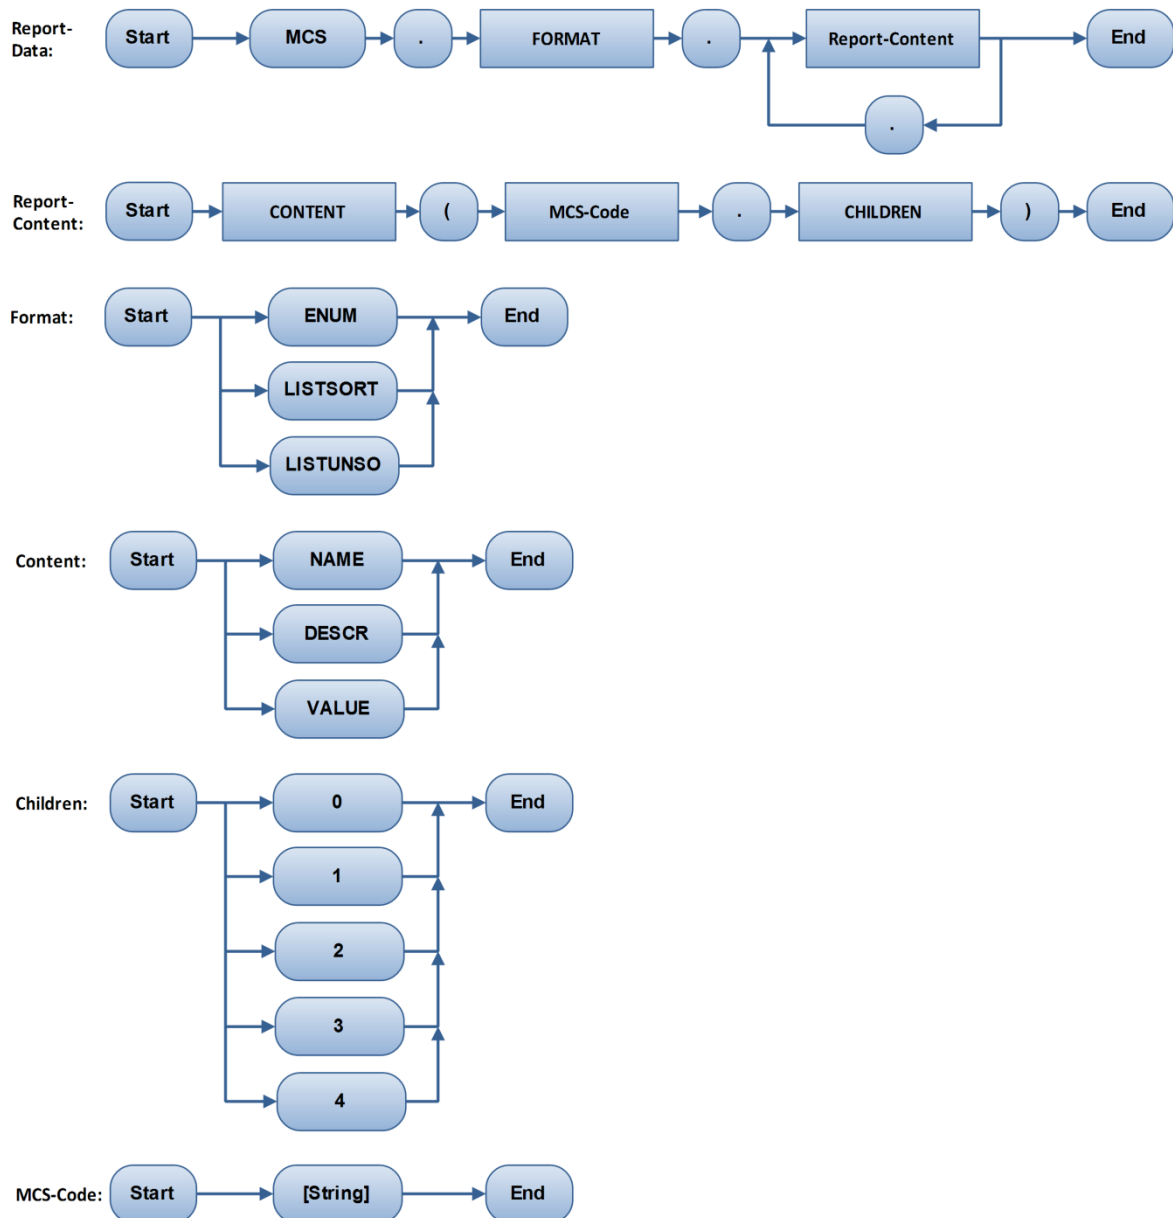 Report-
Data:
Start MCS . FORMAT . Report-Content End
.
Report-
Content:
Start CONTENT ( MCS-Code . CHILDREN ) End
Format: Start ENUM End
LISTSORT
LISTUNSO
Content: Start NAME End
DESCR
VALUE
Children: Start 0 End
1
2
3
4
MCS-Code: Start [String] End